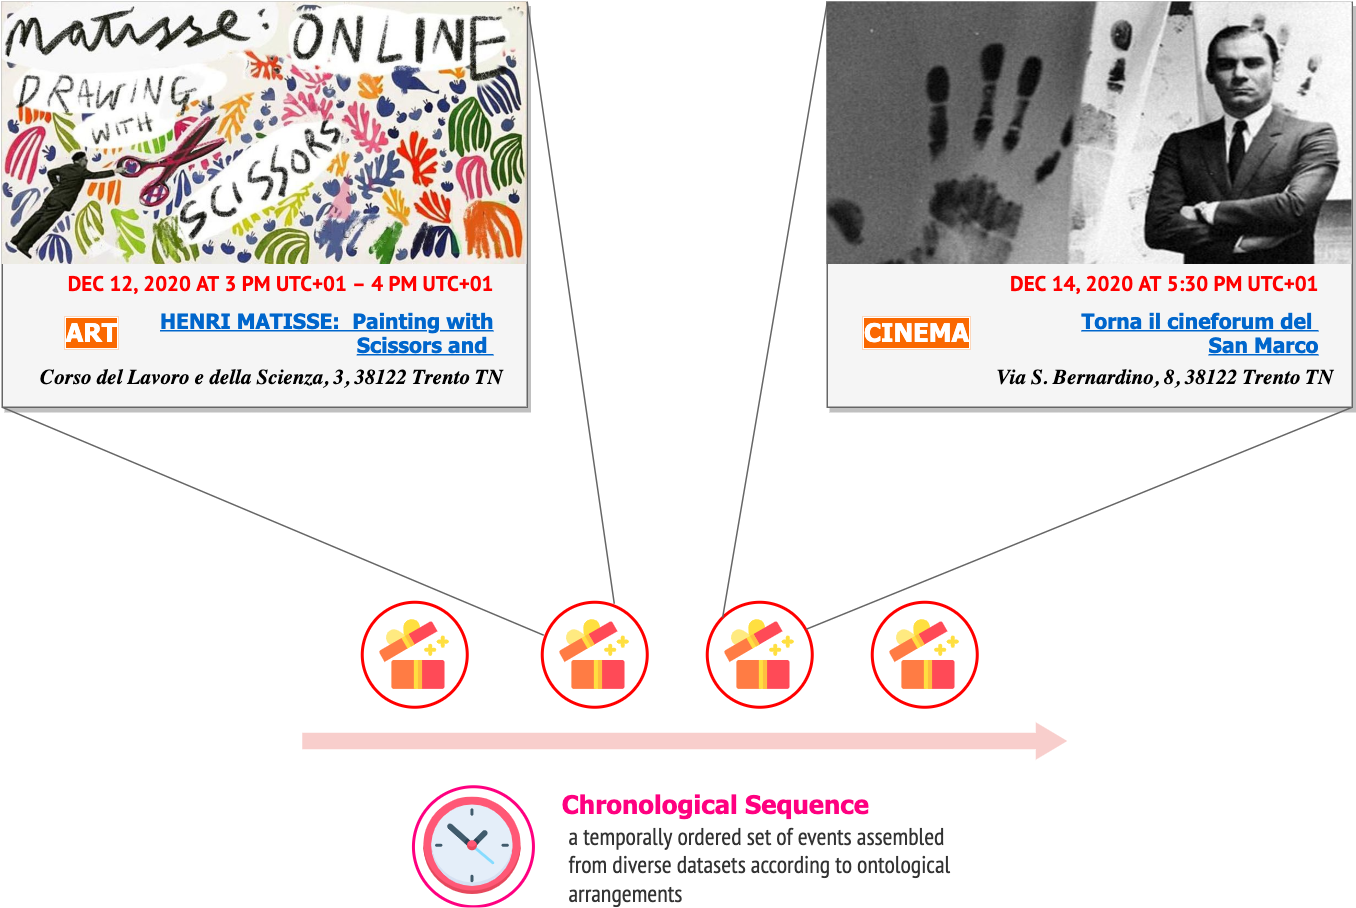 matisse: ONLINE
DRAWING
WITH
SCISSORS
DEC 12, 2020 AT 3 PM UTC+01 – 4 PM UTC+01
ART
HENRI MATISSE: Painting with
Scissors and
Corso del Lavoro e della Scienza, 3, 38122 Trento TN
DEC 14, 2020 AT 5:30 PM UTC+01
CINEMA
Torna il cineforum del
San Marco
Via S. Bernardino, 8, 38122 Trento TN
Chronological Sequence
a temporally ordered set of events assembled
from diverse datasets according to ontological
arrangements